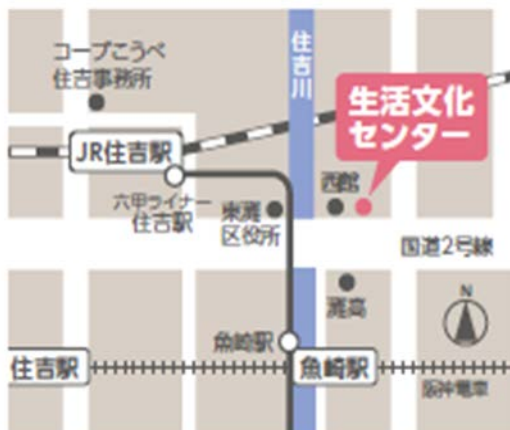 コープこうべ
住吉事務所
住吉川
生活文化
センター
JR住吉駅
六甲ライナー
住吉駅
東灘
区役所
西館
国道2号線
灘高
N
魚崎駅
住吉駅
魚崎駅
阪神電車